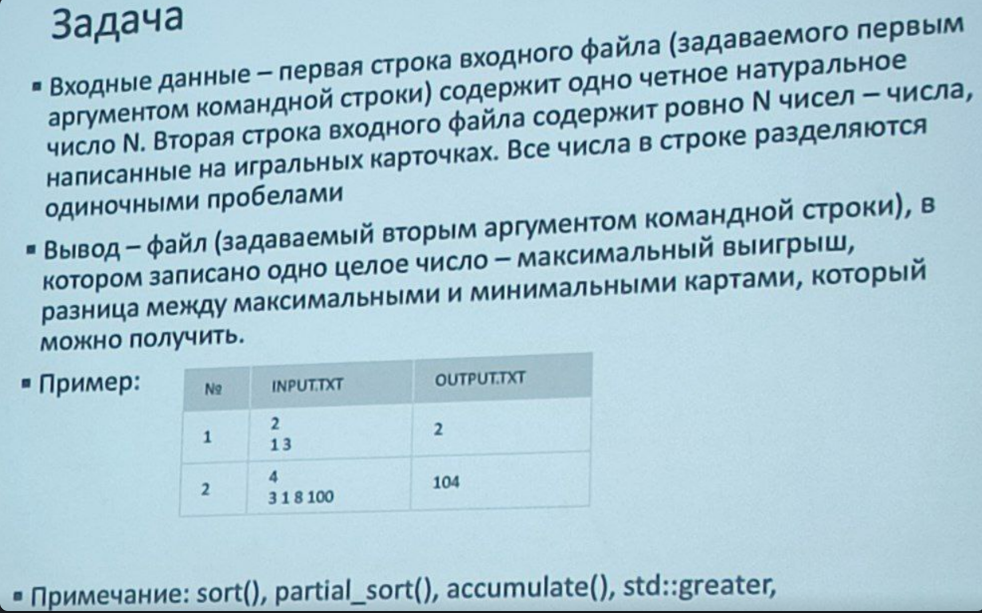 Задача
▪ Входные данные – первая строка входного файла (задаваемого первым
аргументом командной строки) содержит одно четное натуральное
число N. Вторая строка входного файла содержит ровно N чисел – числа,
написанные на игральных карточках. Все числа в строке разделяются
одиночными пробелами
▪ Вывод – файл (задаваемый вторым аргументом командной строки), в
котором записано одно целое число – максимальный выигрыш,
разница между максимальными и минимальными картами, который
можно получить.
▪ Пример:
№ INPUT.TXT OUTPUT.TXT
1 2 2
1 3
2 4 104
3 1 8 100
▪ Примечание: sort(), partial_sort(), accumulate(), std::greater,